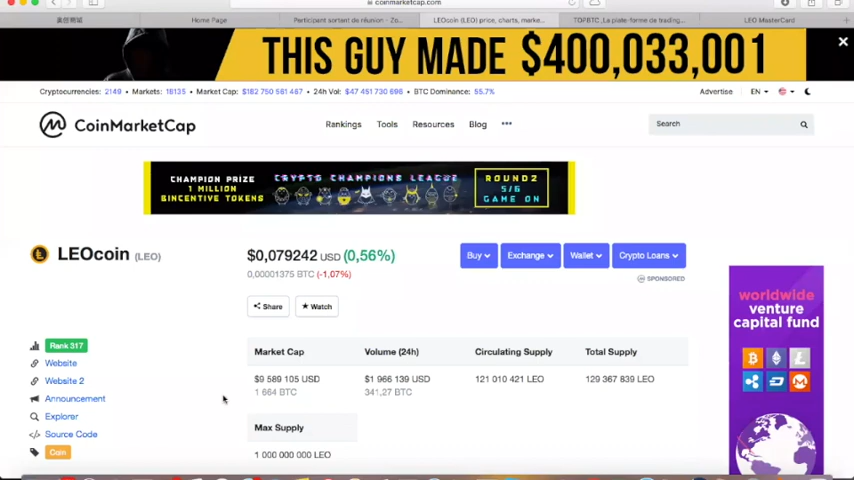 coinmarketcap.com
Home Page
Participant sortant de réunion - Zo...
LEOcoin (LEO) price, charts, marke...
TOPBTC ,La plate-forme de trading...
LEO MasterCard
THIS GUY MADE $400,033,001
Cryptocurrencies: 2149 • Markets: 18135 • Market Cap: $182 750 561 487 • 24h Vol: $47 451 730 698 • BTC Dominance: 55.7%
Advertise
EN
CoinMarketCap
Rankings
Tools
Resources
Blog
•••
Search
CHAMPION PRIZE
1 MILLION
BINCENTIVE TOKENS
CRYPTO CHAMPIONS LEAGUE
ROUND2
5/6
GAME ON
LEOcoin (LEO)
$0,079242 USD (0,56%)
0,00001375 BTC (-1,07%)
Buy
Exchange
Wallet
Crypto Loans
SPONSORED
Share
Watch
worldwide
venture
capital fund
Rank 317
Website
Website 2
Announcement
Explorer
Source Code
Coin
Market Cap
Volume (24h)
Circulating Supply
Total Supply
$9 589 105 USD
$1 966 139 USD
121 010 421 LEO
129 367 839 LEO
1 664 BTC
341,27 BTC
Max Supply
1 000 000 000 LEO